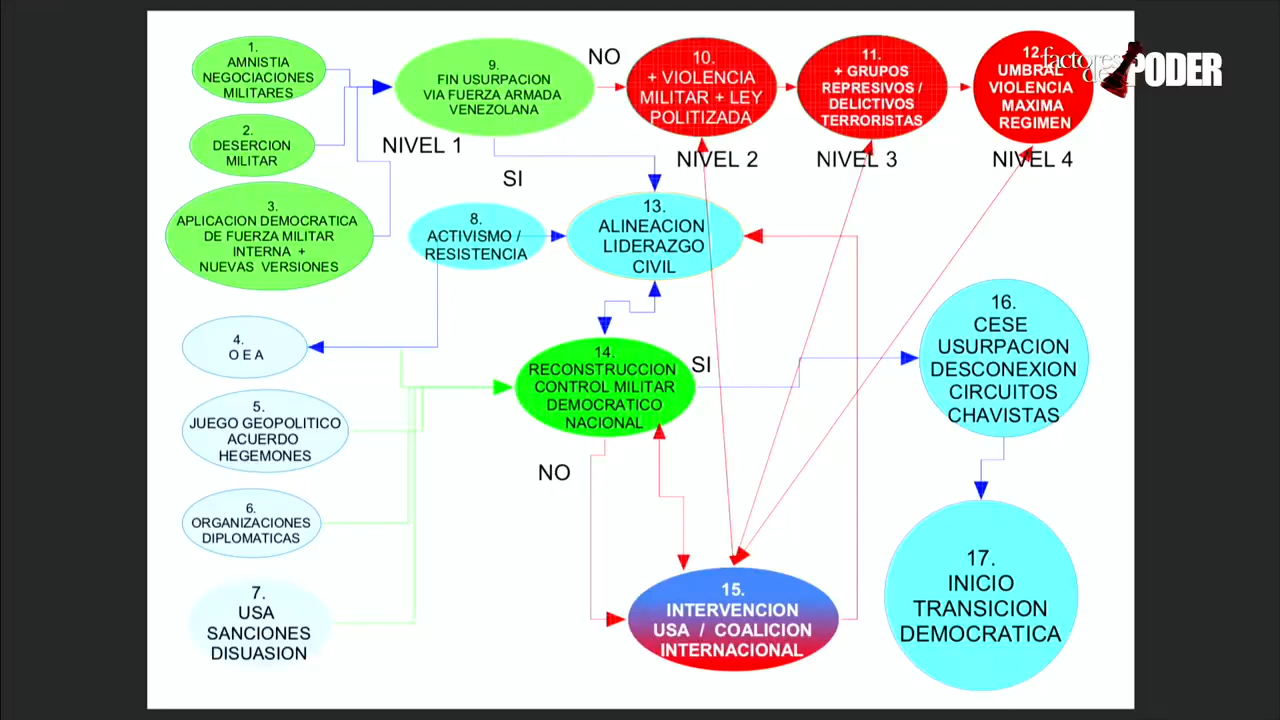 1.
AMNISTIA
NEGOCIACIONES
MILITARES
2.
DESERCION
MILITAR
3.
APLICACION DEMOCRATICA
DE FUERZA MILITAR
INTERNA +
NUEVAS VERSIONES
9.
FIN USURPACION
VIA FUERZA ARMADA
VENEZOLANA
NIVEL 1
NO
SI
10.
+ VIOLENCIA
MILITAR + LEY
POLITIZADA
NIVEL 2
11.
+ GRUPOS
REPRESIVOS /
DELICTIVOS
TERRORISTAS
NIVEL 3
12.
UMBRAL
VIOLENCIA
MAXIMA
REGIMEN
NIVEL 4
factores
de PODER
8.
ACTIVISMO /
RESISTENCIA
13.
ALINEACION
LIDERAZGO
CIVIL
4.
O E A
5.
JUEGO GEOPOLITICO
ACUERDO
HEGEMONES
6.
ORGANIZACIONES
DIPLOMATICAS
7.
USA
SANCIONES
DISUASION
14.
RECONSTRUCCION
CONTROL MILITAR
DEMOCRATICO
NACIONAL
SI
NO
15.
INTERVENCION
USA / COALICION
INTERNACIONAL
16.
CESE
USURPACION
DESCONEXION
CIRCUITOS
CHAVISTAS
17.
INICIO
TRANSICION
DEMOCRATICA